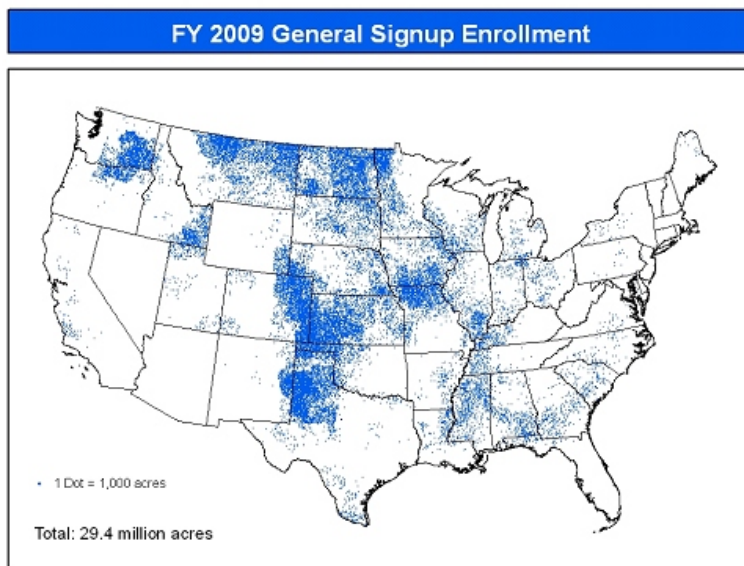 FY 2009 General Signup Enrollment
1 Dot = 1,000 acres
Total: 29.4 million acres